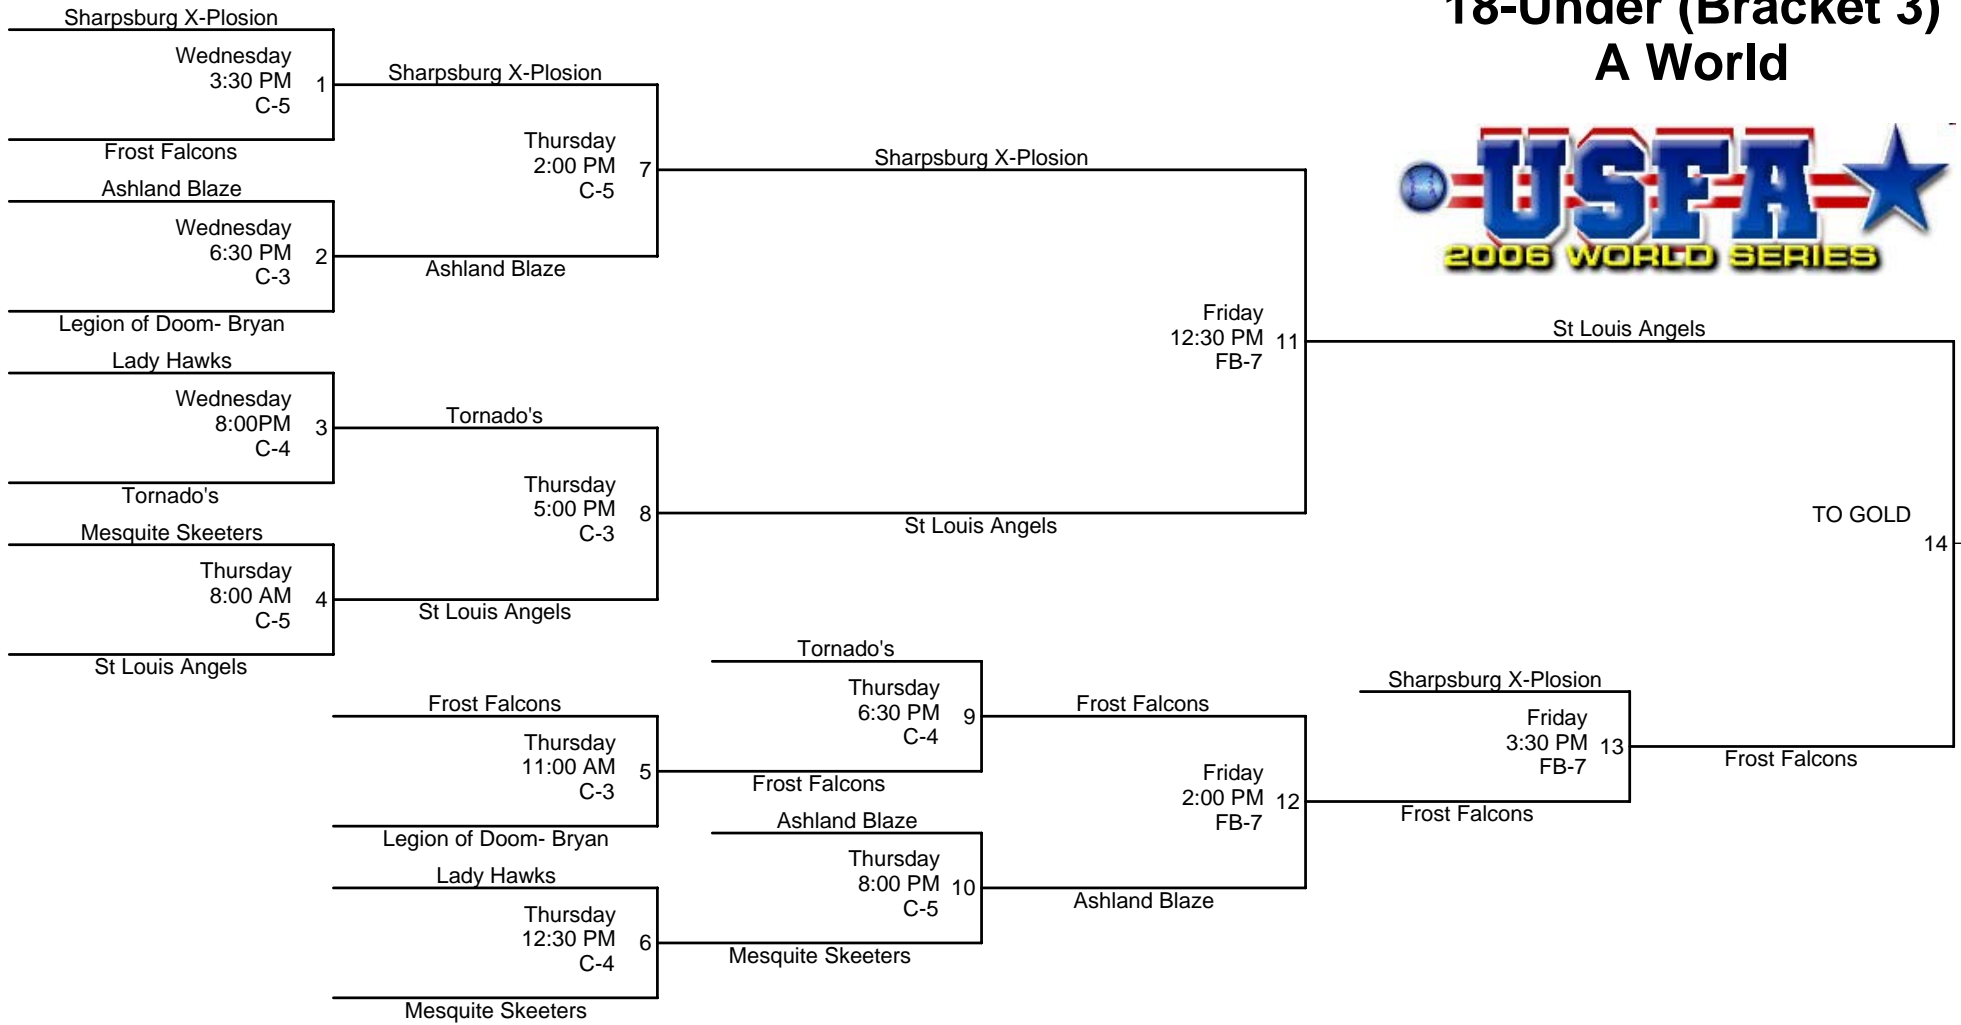 18-Under (Bracket 3)
A World
USFA
2006 WORLD SERIES
Sharpsburg X-Plosion
Wednesday
3:30 PM
1
C-5
Frost Falcons
Sharpsburg X-Plosion
Ashland Blaze
Wednesday
6:30 PM
2
C-3
Legion of Doom- Bryan
Thursday
2:00 PM
7
C-5
Ashland Blaze
Sharpsburg X-Plosion
Lady Hawks
Wednesday
8:00PM
3
C-4
Tornado's
Tornado's
Mesquite Skeeters
Thursday
8:00 AM
4
C-5
St Louis Angels
Thursday
5:00 PM
8
C-3
St Louis Angels
St Louis Angels
Friday
12:30 PM
11
FB-7
St Louis Angels
TO GOLD
14
Frost Falcons
Thursday
11:00 AM
5
C-3
Legion of Doom- Bryan
Lady Hawks
Thursday
12:30 PM
6
C-4
Mesquite Skeeters
Tornado's
Thursday
6:30 PM
9
C-4
Frost Falcons
Ashland Blaze
Thursday
8:00 PM
10
C-5
Mesquite Skeeters
Frost Falcons
Friday
2:00 PM
12
FB-7
Ashland Blaze
Sharpsburg X-Plosion
Friday
3:30 PM
13
FB-7
Frost Falcons
Frost Falcons